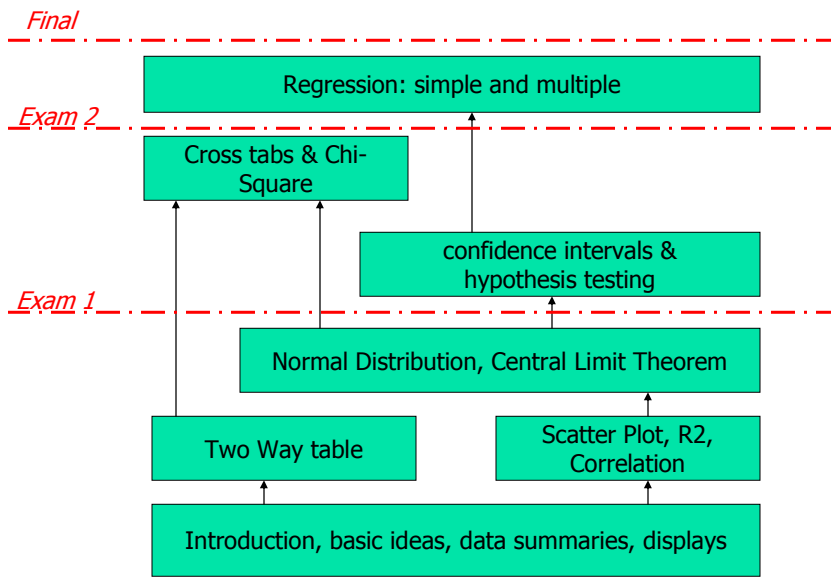 Final
Regression: simple and multiple
Exam 2
Cross tabs & Chi-
Square
confidence intervals &
hypothesis testing
Exam 1
Normal Distribution, Central Limit Theorem
Two Way table
Scatter Plot, R2,
Correlation
Introduction, basic ideas, data summaries, displays